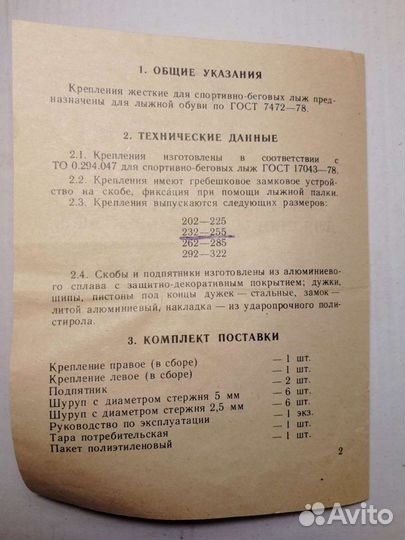 1. ОБЩИЕ УКАЗАНИЯ
Крепления жесткие для спортивно-беговых лыж пред-
назначены для лыжной обуви по ГОСТ 7472—78.
2. ТЕХНИЧЕСКИЕ ДАННЫЕ
2.1. Крепления изготовлены в соответствии с
ТО 0.294.047 для спортивно-беговых лыж ГОСТ 17043—78.
2.2. Крепления имеют гребешковое замковое устрой-
ство на скобе, фиксация при помощи лыжной палки.
2.3. Крепления выпускаются следующих размеров:
202—225
232—255
262—285
292—322
2.4. Скобы и подпятники изготовлены из алюминиево-
го сплава с защитно-декоративным покрытием; дужки,
шипы, пистоны под концы дужек — стальные, замок —
литой алюминиевый, накладка — из ударопрочного поли-
стирола.
3. КОМПЛЕКТ ПОСТАВКИ
Крепление правое (в сборе) — 1 шт.
Крепление левое (в сборе) — 1 шт.
Подпятник — 2 шт.
Шуруп с диаметром стержня 5 мм — 6 шт.
Шуруп с диаметром стержня 2,5 мм — 6 шт.
Руководство по эксплуатации — 1 экз.
Тара потребительская — 1 шт.
Пакет полиэтиленовый — 1 шт.
2
Avito